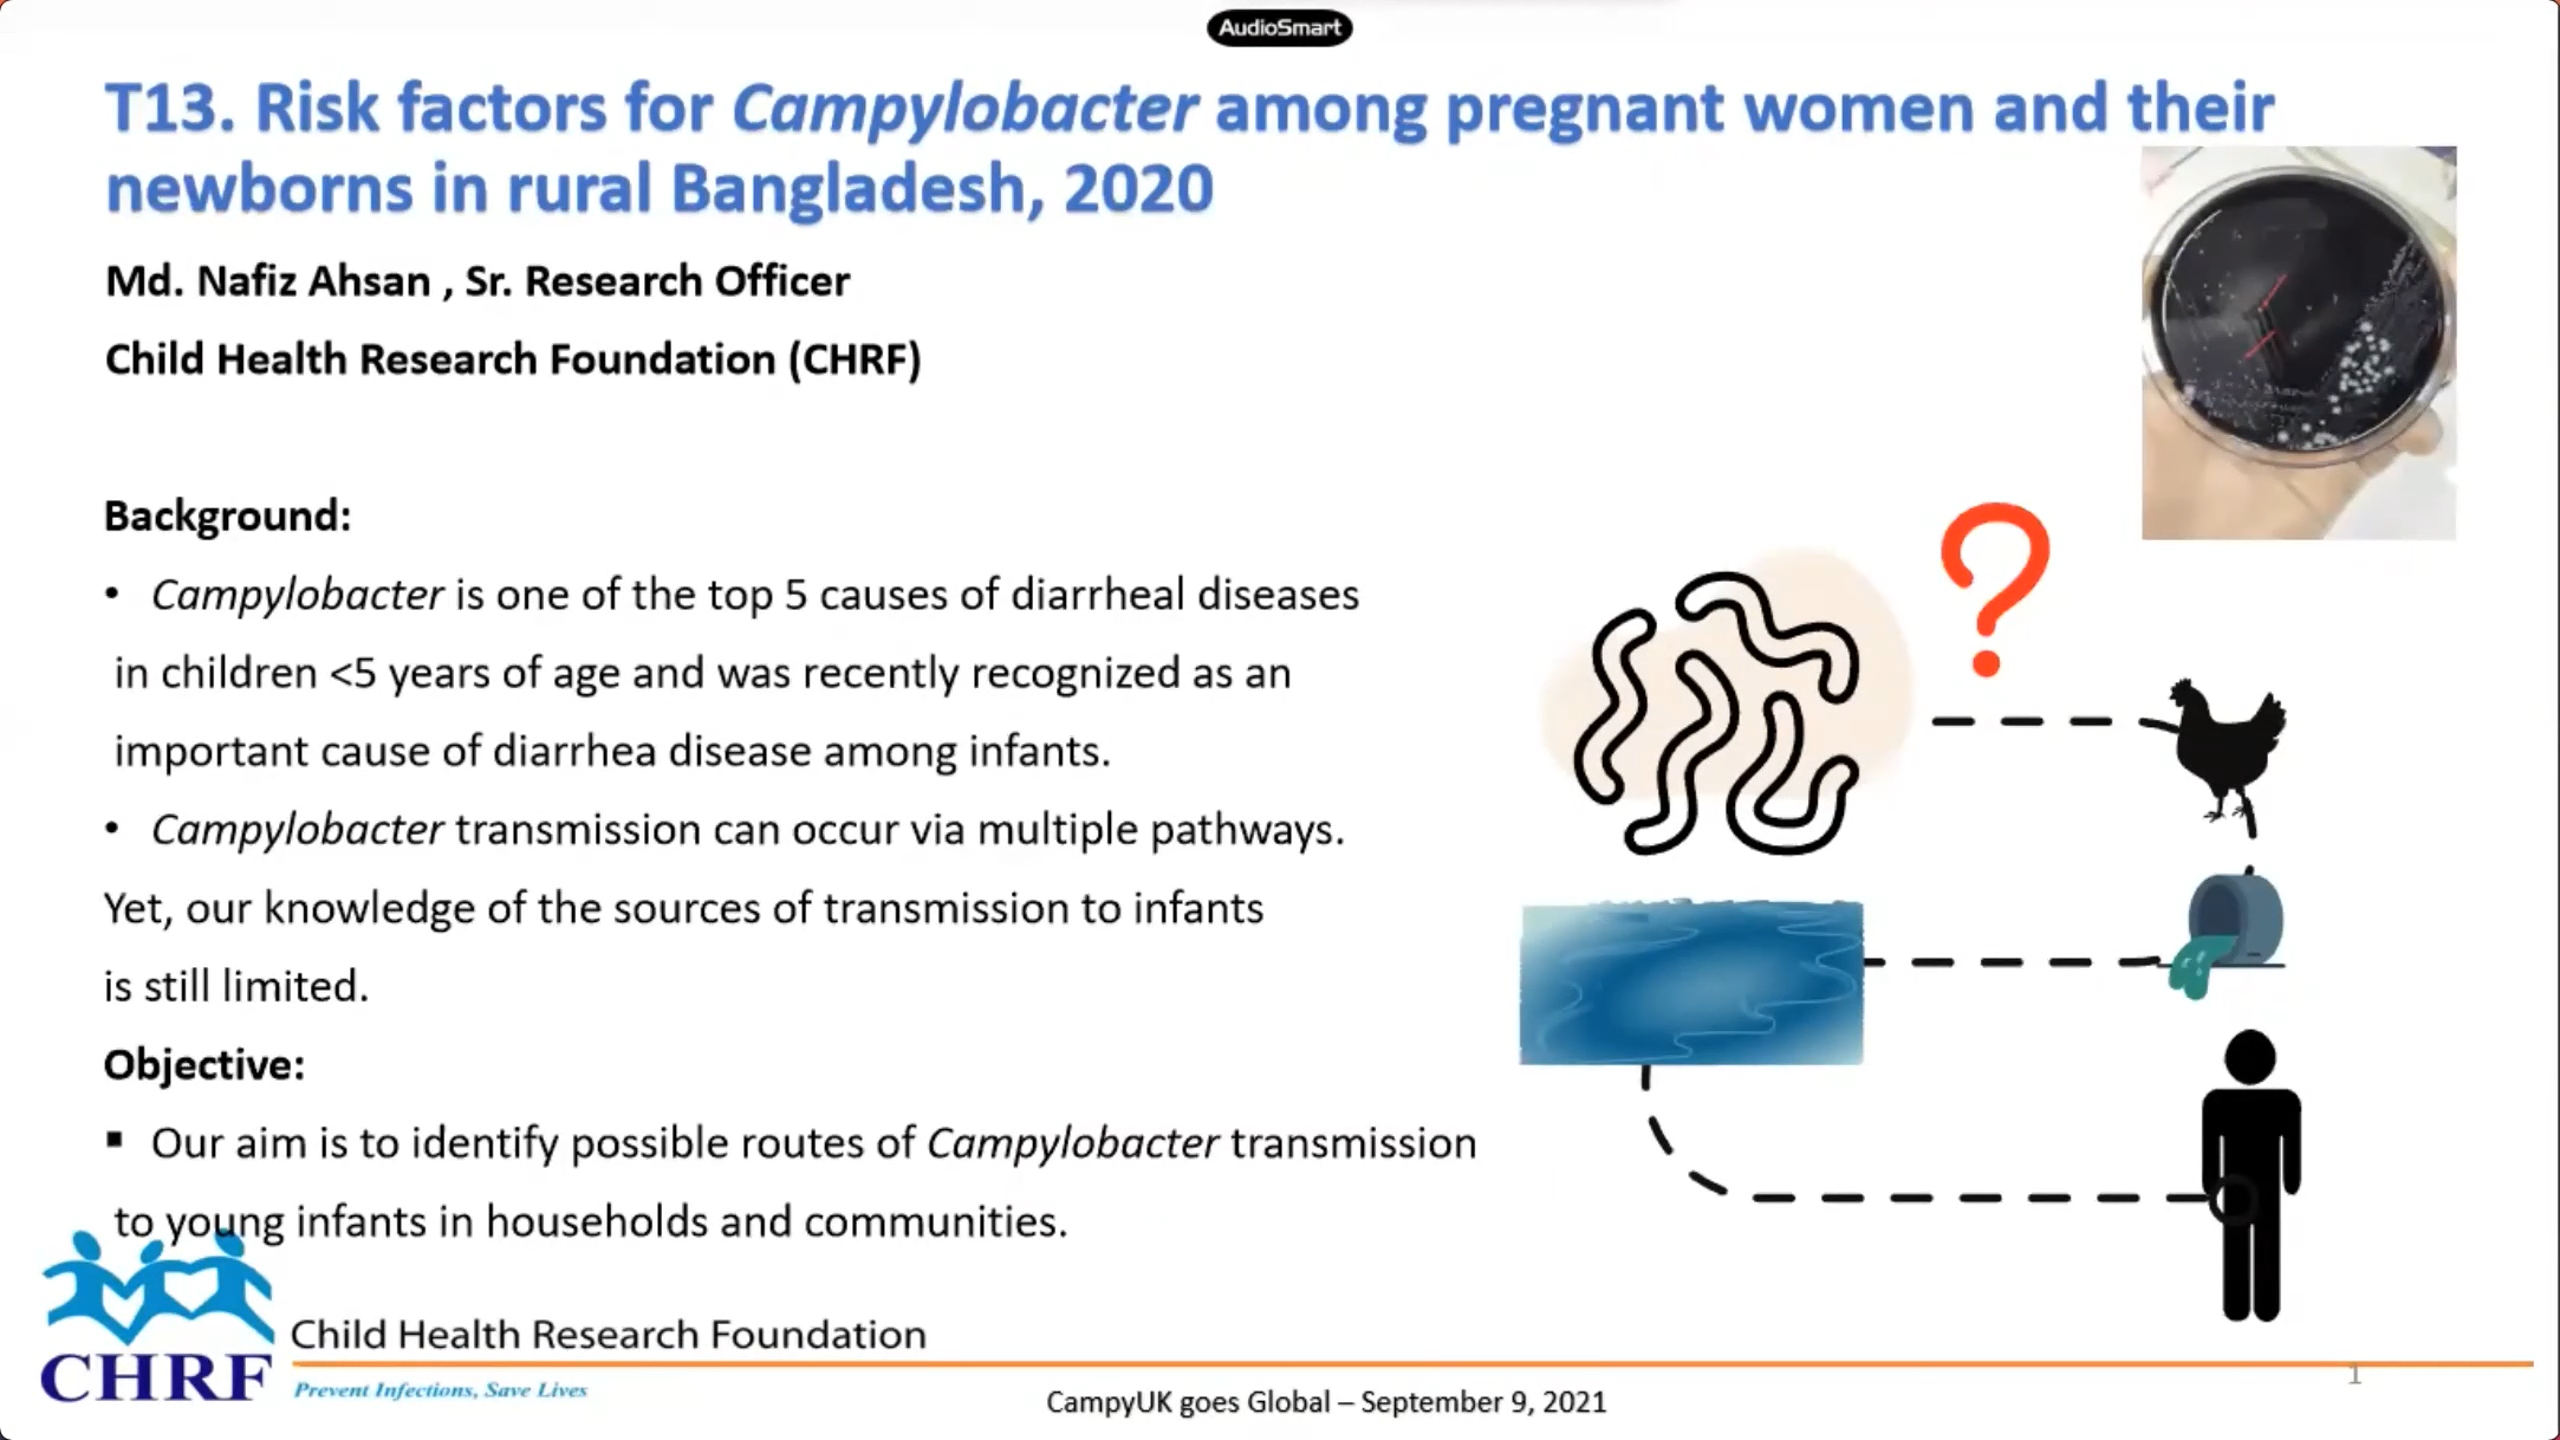 AudioSmart
T13. Risk factors for Campylobacter among pregnant women and their
newborns in rural Bangladesh, 2020
Md. Nafiz Ahsan , Sr. Research Officer
Child Health Research Foundation (CHRF)
Background:
• Campylobacter is one of the top 5 causes of diarrheal diseases
in children <5 years of age and was recently recognized as an
important cause of diarrhea disease among infants.
• Campylobacter transmission can occur via multiple pathways.
Yet, our knowledge of the sources of transmission to infants
is still limited.
Objective:
▪ Our aim is to identify possible routes of Campylobacter transmission
to young infants in households and communities.
?
CHRF
Child Health Research Foundation
Prevent Infections, Save Lives
CampyUK goes Global – September 9, 2021
1